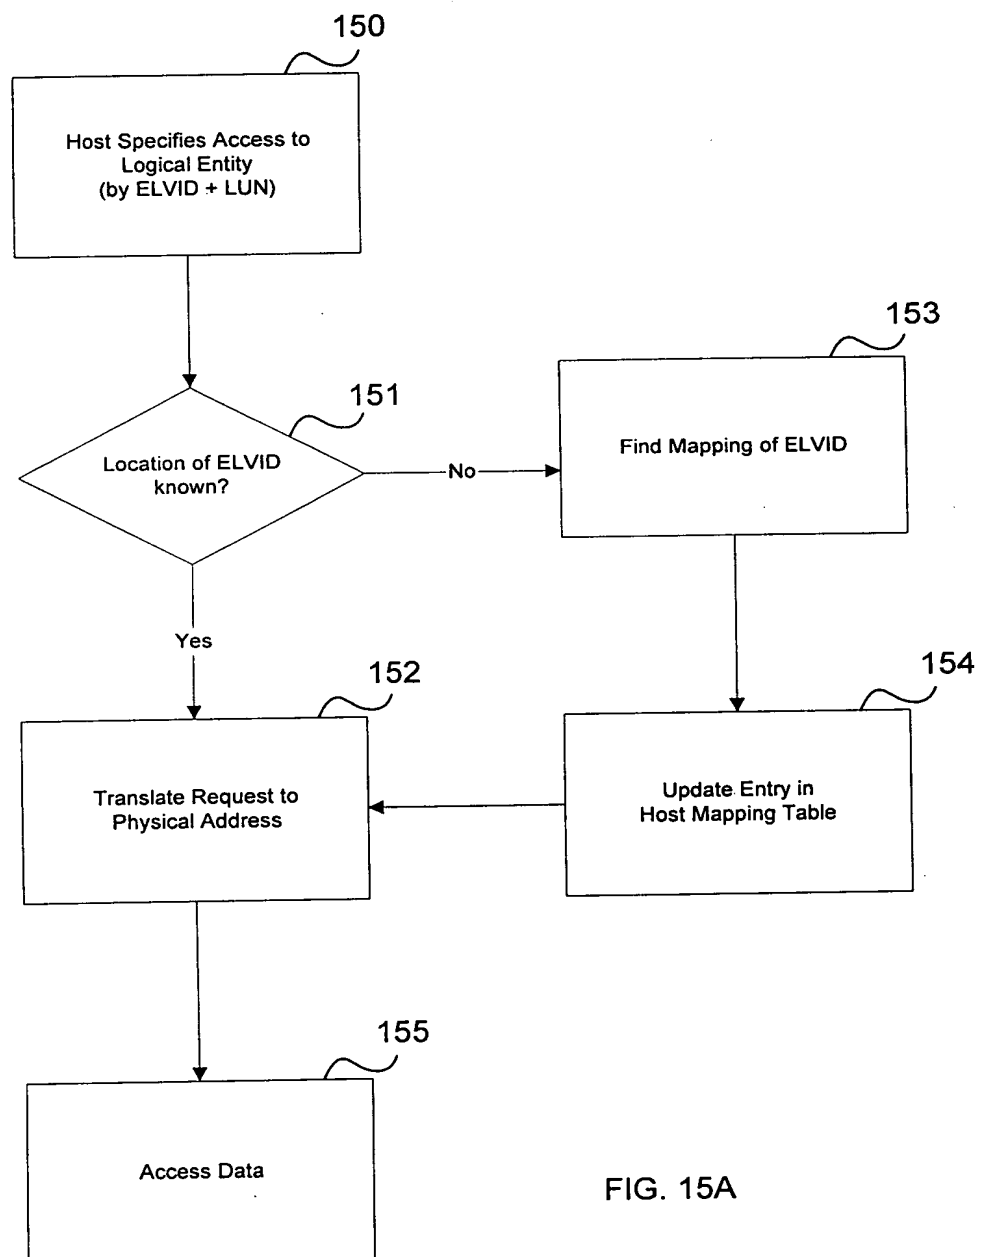 150
Host Specifies Access to
Logical Entity
(by ELVID + LUN)
151
Location of ELVID
known?
No
153
Find Mapping of ELVID
Yes
152
Translate Request to
Physical Address
154
Update Entry in
Host Mapping Table
155
Access Data
FIG. 15A